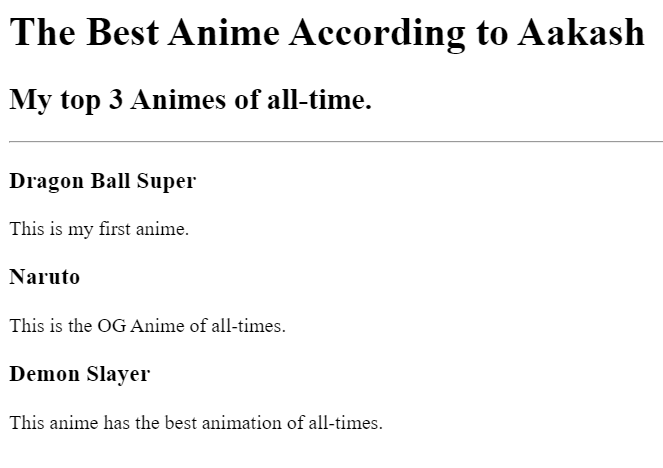 The Best Anime According to Aakash
My top 3 Animes of all-time.
Dragon Ball Super
This is my first anime.
Naruto
This is the OG Anime of all-times.
Demon Slayer
This anime has the best animation of all-times.